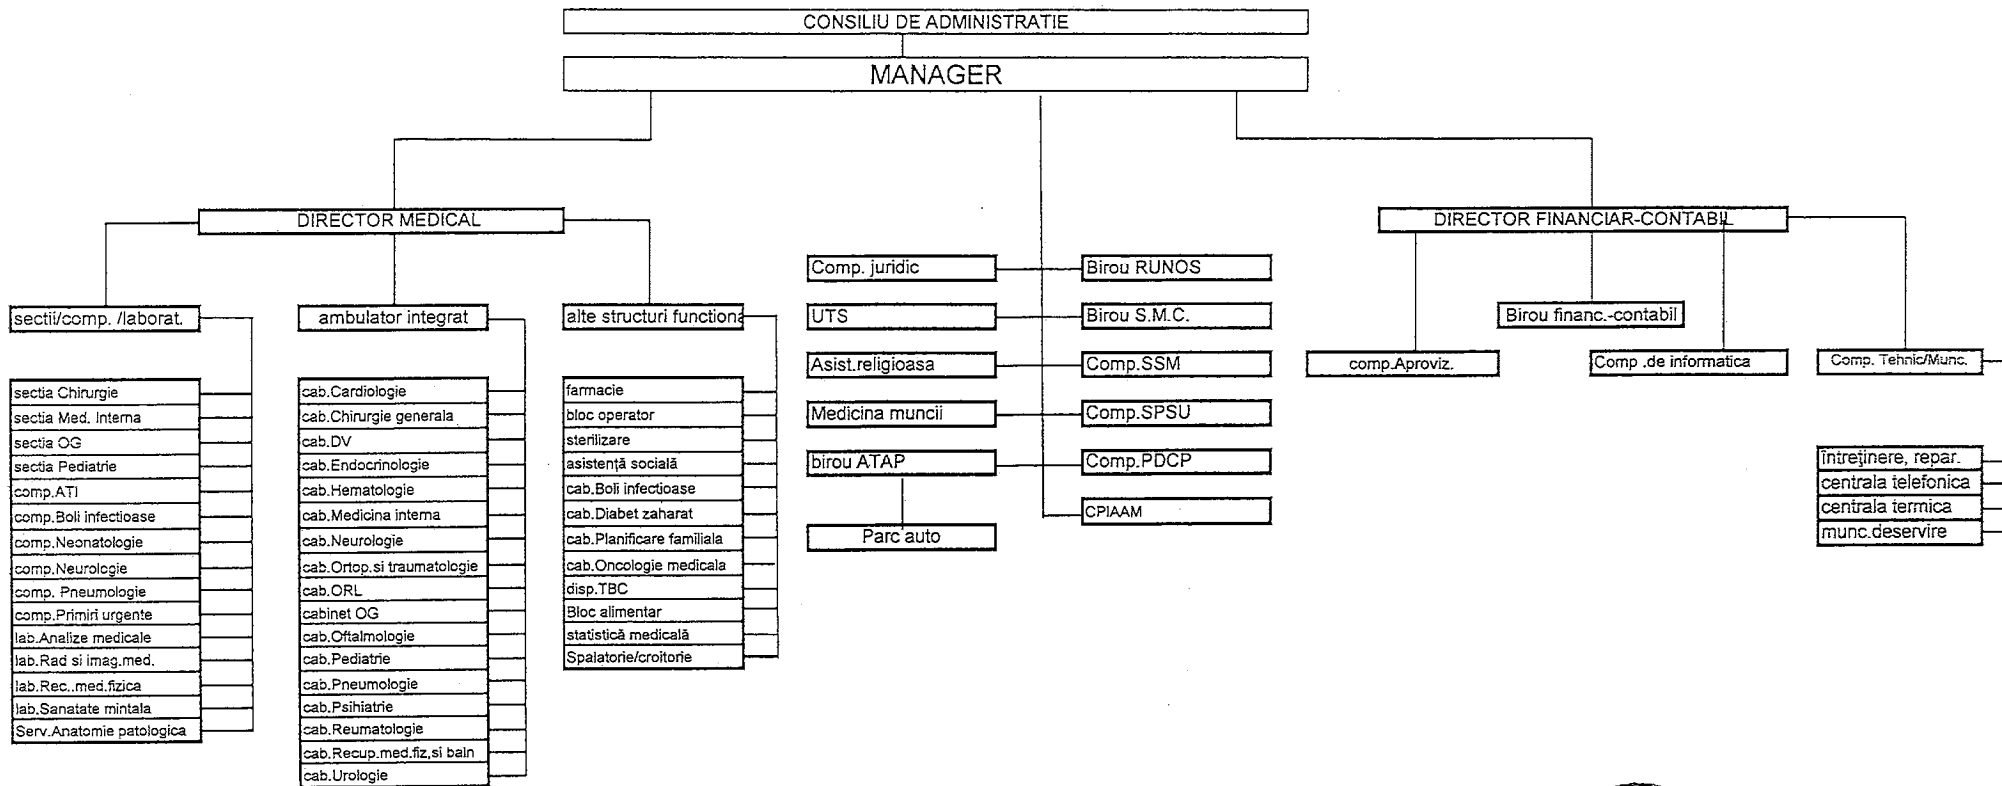 CONSILIU DE ADMINISTRATIE
MANAGER
DIRECTOR MEDICAL
DIRECTOR FINANCIAR-CONTABIL
sectii/comp. /laborat.
sectia Chirurgie
sectia Med. Interna
sectia OG
sectia Pediatrie
comp.ATI
comp.Boli infectioase
comp.Neonatologie
comp.Neurologie
comp. Pneumologie
comp.Primiri urgente
lab.Analize medicale
lab.Rad si imag.med.
lab.Rec..med.fizica
lab.Sanatate mintala
Serv.Anatomie patologica
ambulator integrat
cab.Cardiologie
cab.Chirurgie generala
cab.DV
cab.Endocrinologie
cab.Hematologie
cab.Medicina interna
cab.Neurologie
cab.Ortop.si traumatologie
cab.ORL
cabinet OG
cab.Oftalmologie
cab.Pediatrie
cab.Pneumologie
cab.Psihiatrie
cab.Reumatologie
cab.Recup.med.fiz,si baln
cab.Urologie
alte structuri functiona
farmacie
bloc operator
sterilizare
asistență socială
cab.Boli infectioase
cab.Diabet zaharat
cab.Planificare familiala
cab.Oncologie medicala
disp.TBC
Bloc alimentar
statistică medicală
Spalatorie/croitorie
Comp. juridic
Birou RUNOS
UTS
Birou S.M.C.
Asist.religioasa
Comp.SSM
Medicina muncii
Comp.SPSU
birou ATAP
Comp.PDCP
CPIAAM
Parc auto
Birou financ.-contabil
comp.Aproviz.
Comp .de informatica
Comp. Tehnic/Munc.
întreţinere, repar.
centrala telefonica
centrala termica
munc.deservire